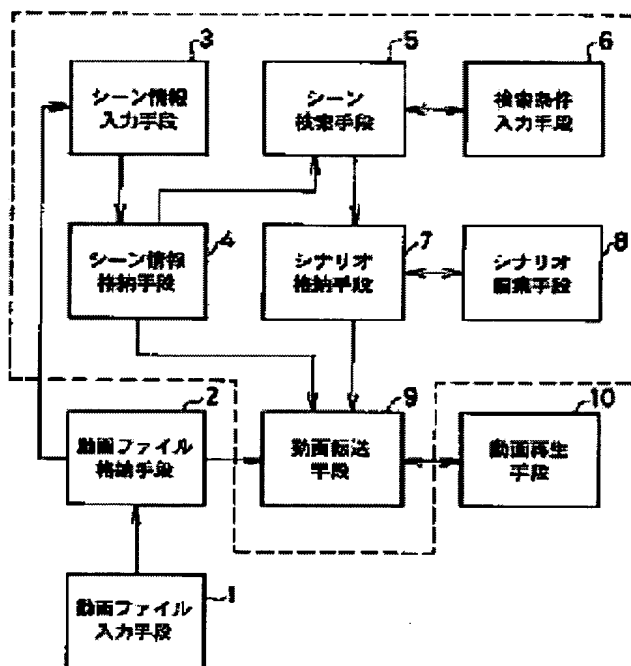 3
シーン情報
入力手段
5
シーン
検索手段
6
検索条件
入力手段
シーン情報
格納手段
4
シナリオ
格納手段
7
シナリオ
編集手段
8
2
動画ファイル
格納手段
9
動画転送
手段
10
動画再生
手段
動画ファイル
入力手段
1